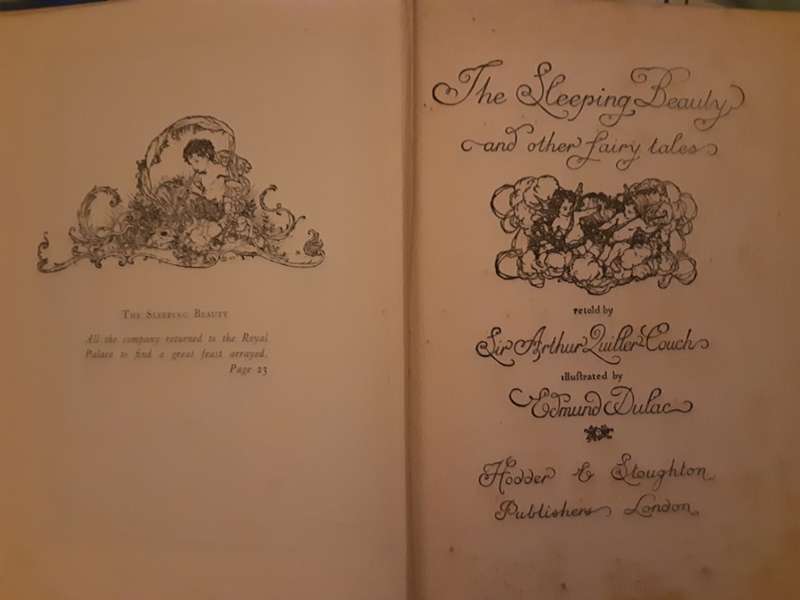 The Sleeping Beauty
All the company returned to the Royal
Palace to find a great feast arrayed.
Page 23
The Sleeping Beauty
and other fairy tales
retold by
Sir Arthur Quiller-Couch
illustrated by
Edmund Dulac
Hodder & Stoughton
Publishers London